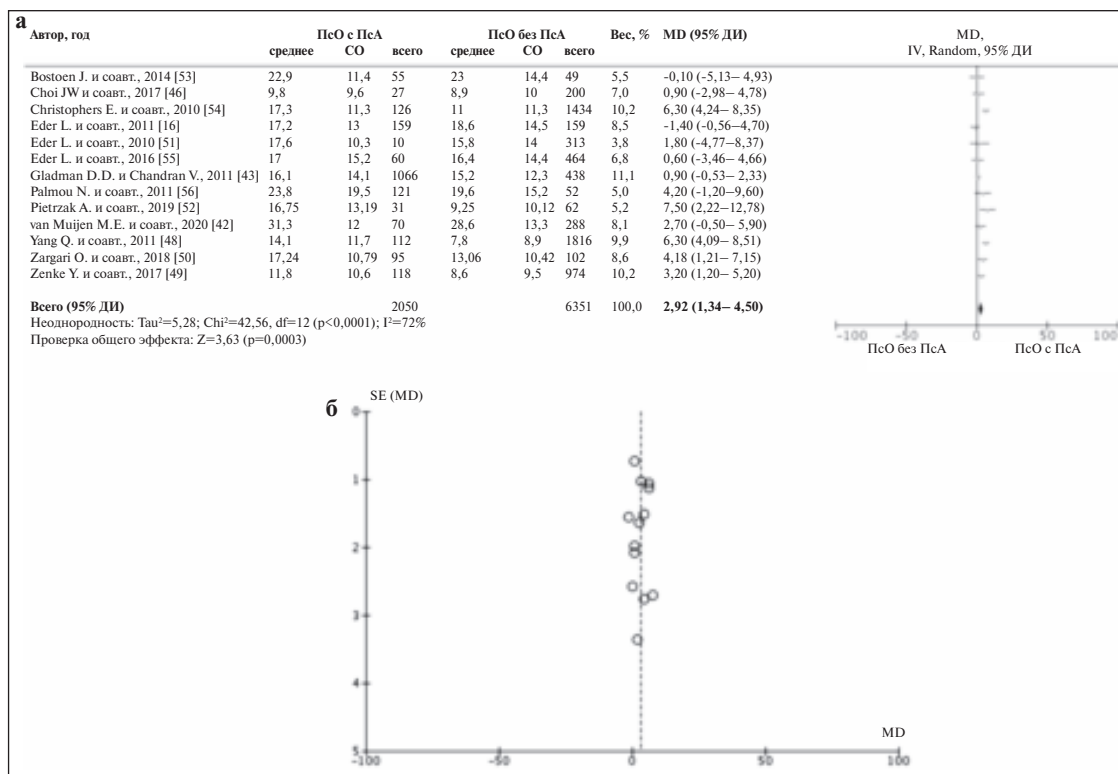 а
Автор, год ПсО с ПсА ПсО без ПсА Вес, % MD (95% ДИ) MD,
среднее СО всего среднее СО всего IV, Random, 95% ДИ
Bostoen J. и соавт., 2014 [53] 22,9 11,4 55 23 14,4 49 5,5 -0,10 (-5,13– 4,93)
Choi JW и соавт., 2017 [46] 9,8 9,6 27 8,9 10 200 7,0 0,90 (-2,98 – 4,78)
Christophers E. и соавт., 2010 [54] 17,3 11,3 126 11 11,3 1434 10,2 6,30 (4,24– 8,35)
Eder L. и соавт., 2011 [16] 17,2 13 159 18,6 14,5 159 8,5 -1,40 (-0,56–4,70)
Eder L. и соавт., 2010 [51] 17,6 10,3 10 15,8 14 313 3,8 1,80 (-4,77–8,37)
Eder L. и соавт., 2016 [55] 17 15,2 60 16,4 14,4 464 6,8 0,60 (-3,46 – 4,66)
Gladman D.D. и Chandran V., 2011 [43] 16,1 14,1 1066 15,2 12,3 438 11,1 0,90 (-0,53 – 2,33)
Palmou N. и соавт., 2011 [56] 23,8 19,5 121 19,6 15,2 52 5,0 4,20 (-1,20–9,60)
Pietrzak A. и соавт., 2019 [52] 16,75 13,19 31 9,25 10,12 62 5,2 7,50 (2,22–12,78)
van Muijen M.E. и соавт., 2020 [42] 31,3 12 70 28,6 13,3 288 8,1 2,70 (-0,50 – 5,90)
Yang Q. и соавт., 2011 [48] 14,1 11,7 112 7,8 8,9 1816 9,9 6,30 (4,09– 8,51)
Zargari O. и соавт., 2018 [50] 17,24 10,79 95 13,06 10,42 102 8,6 4,18 (1,21– 7,15)
Zenke Y. и соавт., 2017 [49] 11,8 10,6 118 8,6 9,5 974 10,2 3,20 (1,20– 5,20)
Всего (95% ДИ) 2050 6351 100,0 2,92 (1,34– 4,50)
Неоднородность: Tau²=5,28; Chi²=42,56, df=12 (p<0,0001); I²=72%
Проверка общего эффекта: Z=3,63 (p=0,0003)
-100 -50 0 50 100
ПсО без ПсА ПсО с ПсА
б
SE (MD)
0
1
2
3
4
5
MD
-100 -50 0 50 100